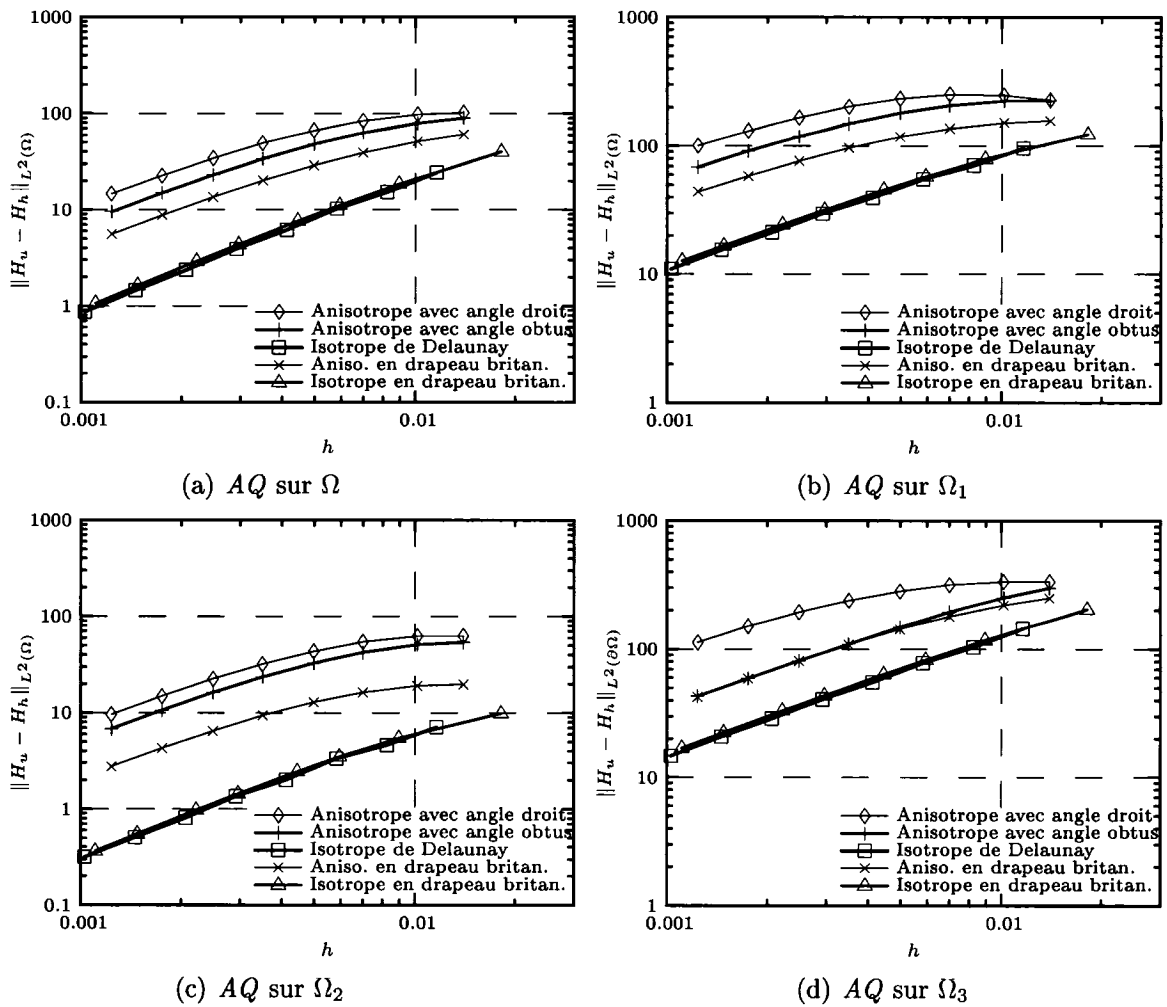 1000
100
10
1
0.1
0.001
0.01
‖H_u − H_h‖_{L²(Ω)}
h
Anisotrope avec angle droit
Anisotrope avec angle obtus
Isotrope de Delaunay
Aniso. en drapeau britan.
Isotrope en drapeau britan.
(a) AQ sur Ω
1000
100
10
1
0.001
0.01
‖H_u − H_h‖_{L²(Ω)}
h
Anisotrope avec angle droit
Anisotrope avec angle obtus
Isotrope de Delaunay
Aniso. en drapeau britan.
Isotrope en drapeau britan.
(b) AQ sur Ω₁
1000
100
10
1
0.1
0.001
0.01
‖H_u − H_h‖_{L²(Ω)}
h
Anisotrope avec angle droit
Anisotrope avec angle obtus
Isotrope de Delaunay
Aniso. en drapeau britan.
Isotrope en drapeau britan.
(c) AQ sur Ω₂
1000
100
10
1
0.001
0.01
‖H_u − H_h‖_{L²(∂Ω)}
h
Anisotrope avec angle droit
Anisotrope avec angle obtus
Isotrope de Delaunay
Aniso. en drapeau britan.
Isotrope en drapeau britan.
(d) AQ sur Ω₃